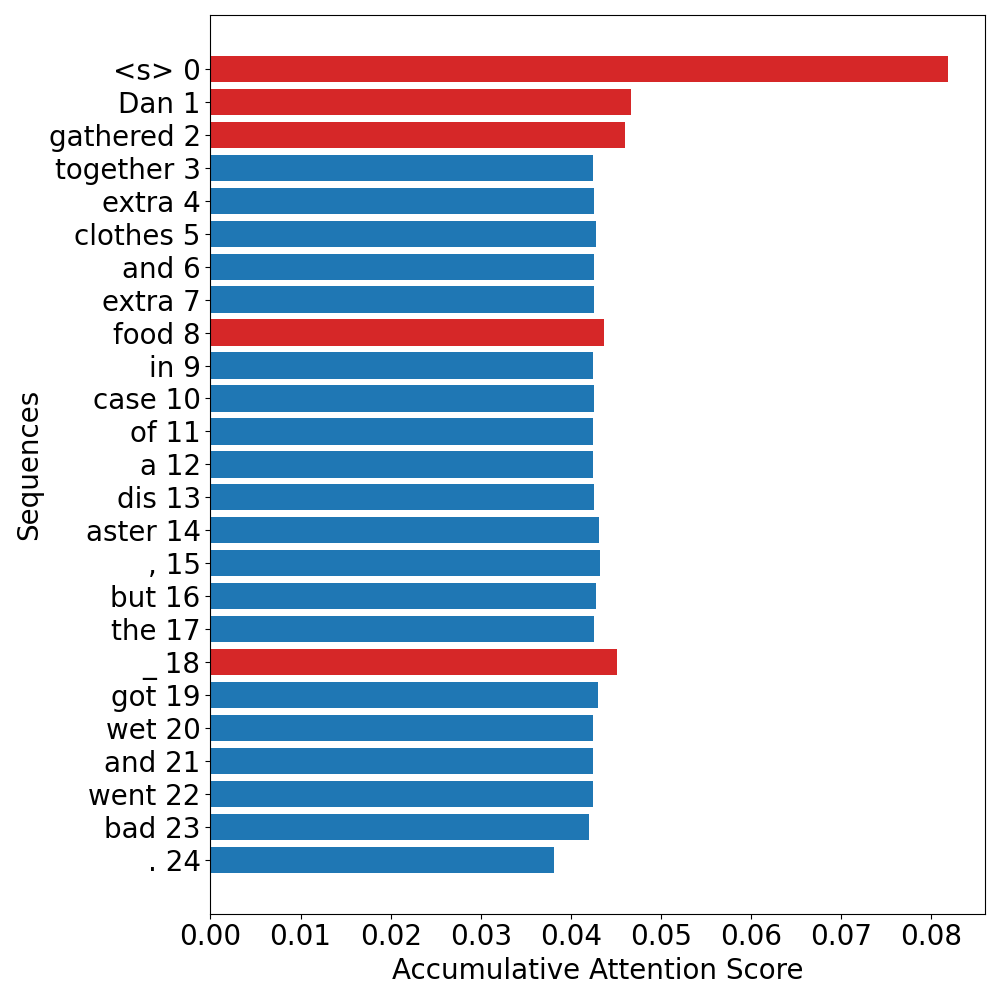 <s> 0
Dan 1
gathered 2
together 3
extra 4
clothes 5
and 6
extra 7
food 8
in 9
case 10
of 11
a 12
dis 13
aster 14
, 15
but 16
the 17
_ 18
got 19
wet 20
and 21
went 22
bad 23
. 24
Sequences
0.00 0.01 0.02 0.03 0.04 0.05 0.06 0.07 0.08
Accumulative Attention Score